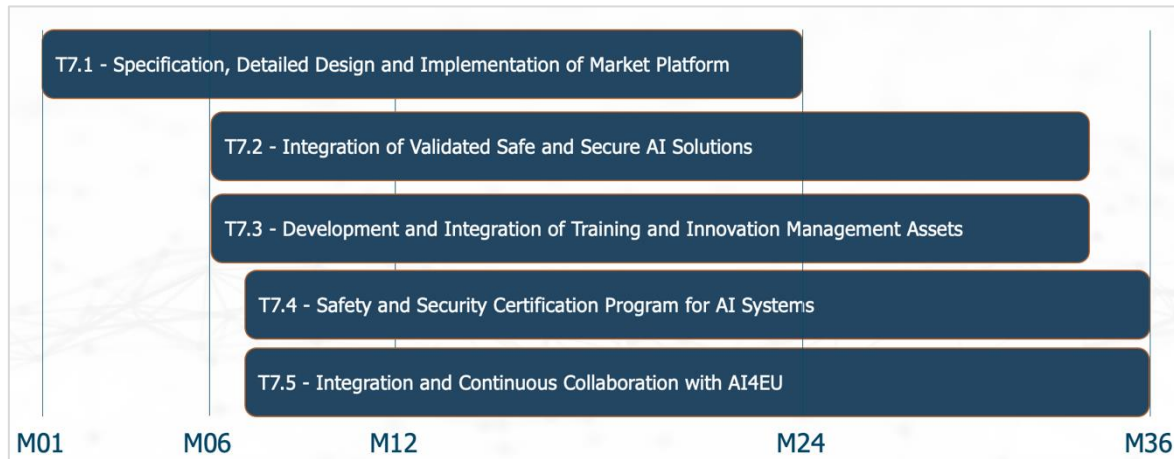 T7.1 - Specification, Detailed Design and Implementation of Market Platform
T7.2 - Integration of Validated Safe and Secure AI Solutions
T7.3 - Development and Integration of Training and Innovation Management Assets
T7.4 - Safety and Security Certification Program for AI Systems
T7.5 - Integration and Continuous Collaboration with AI4EU
M01 M06 M12 M24 M36